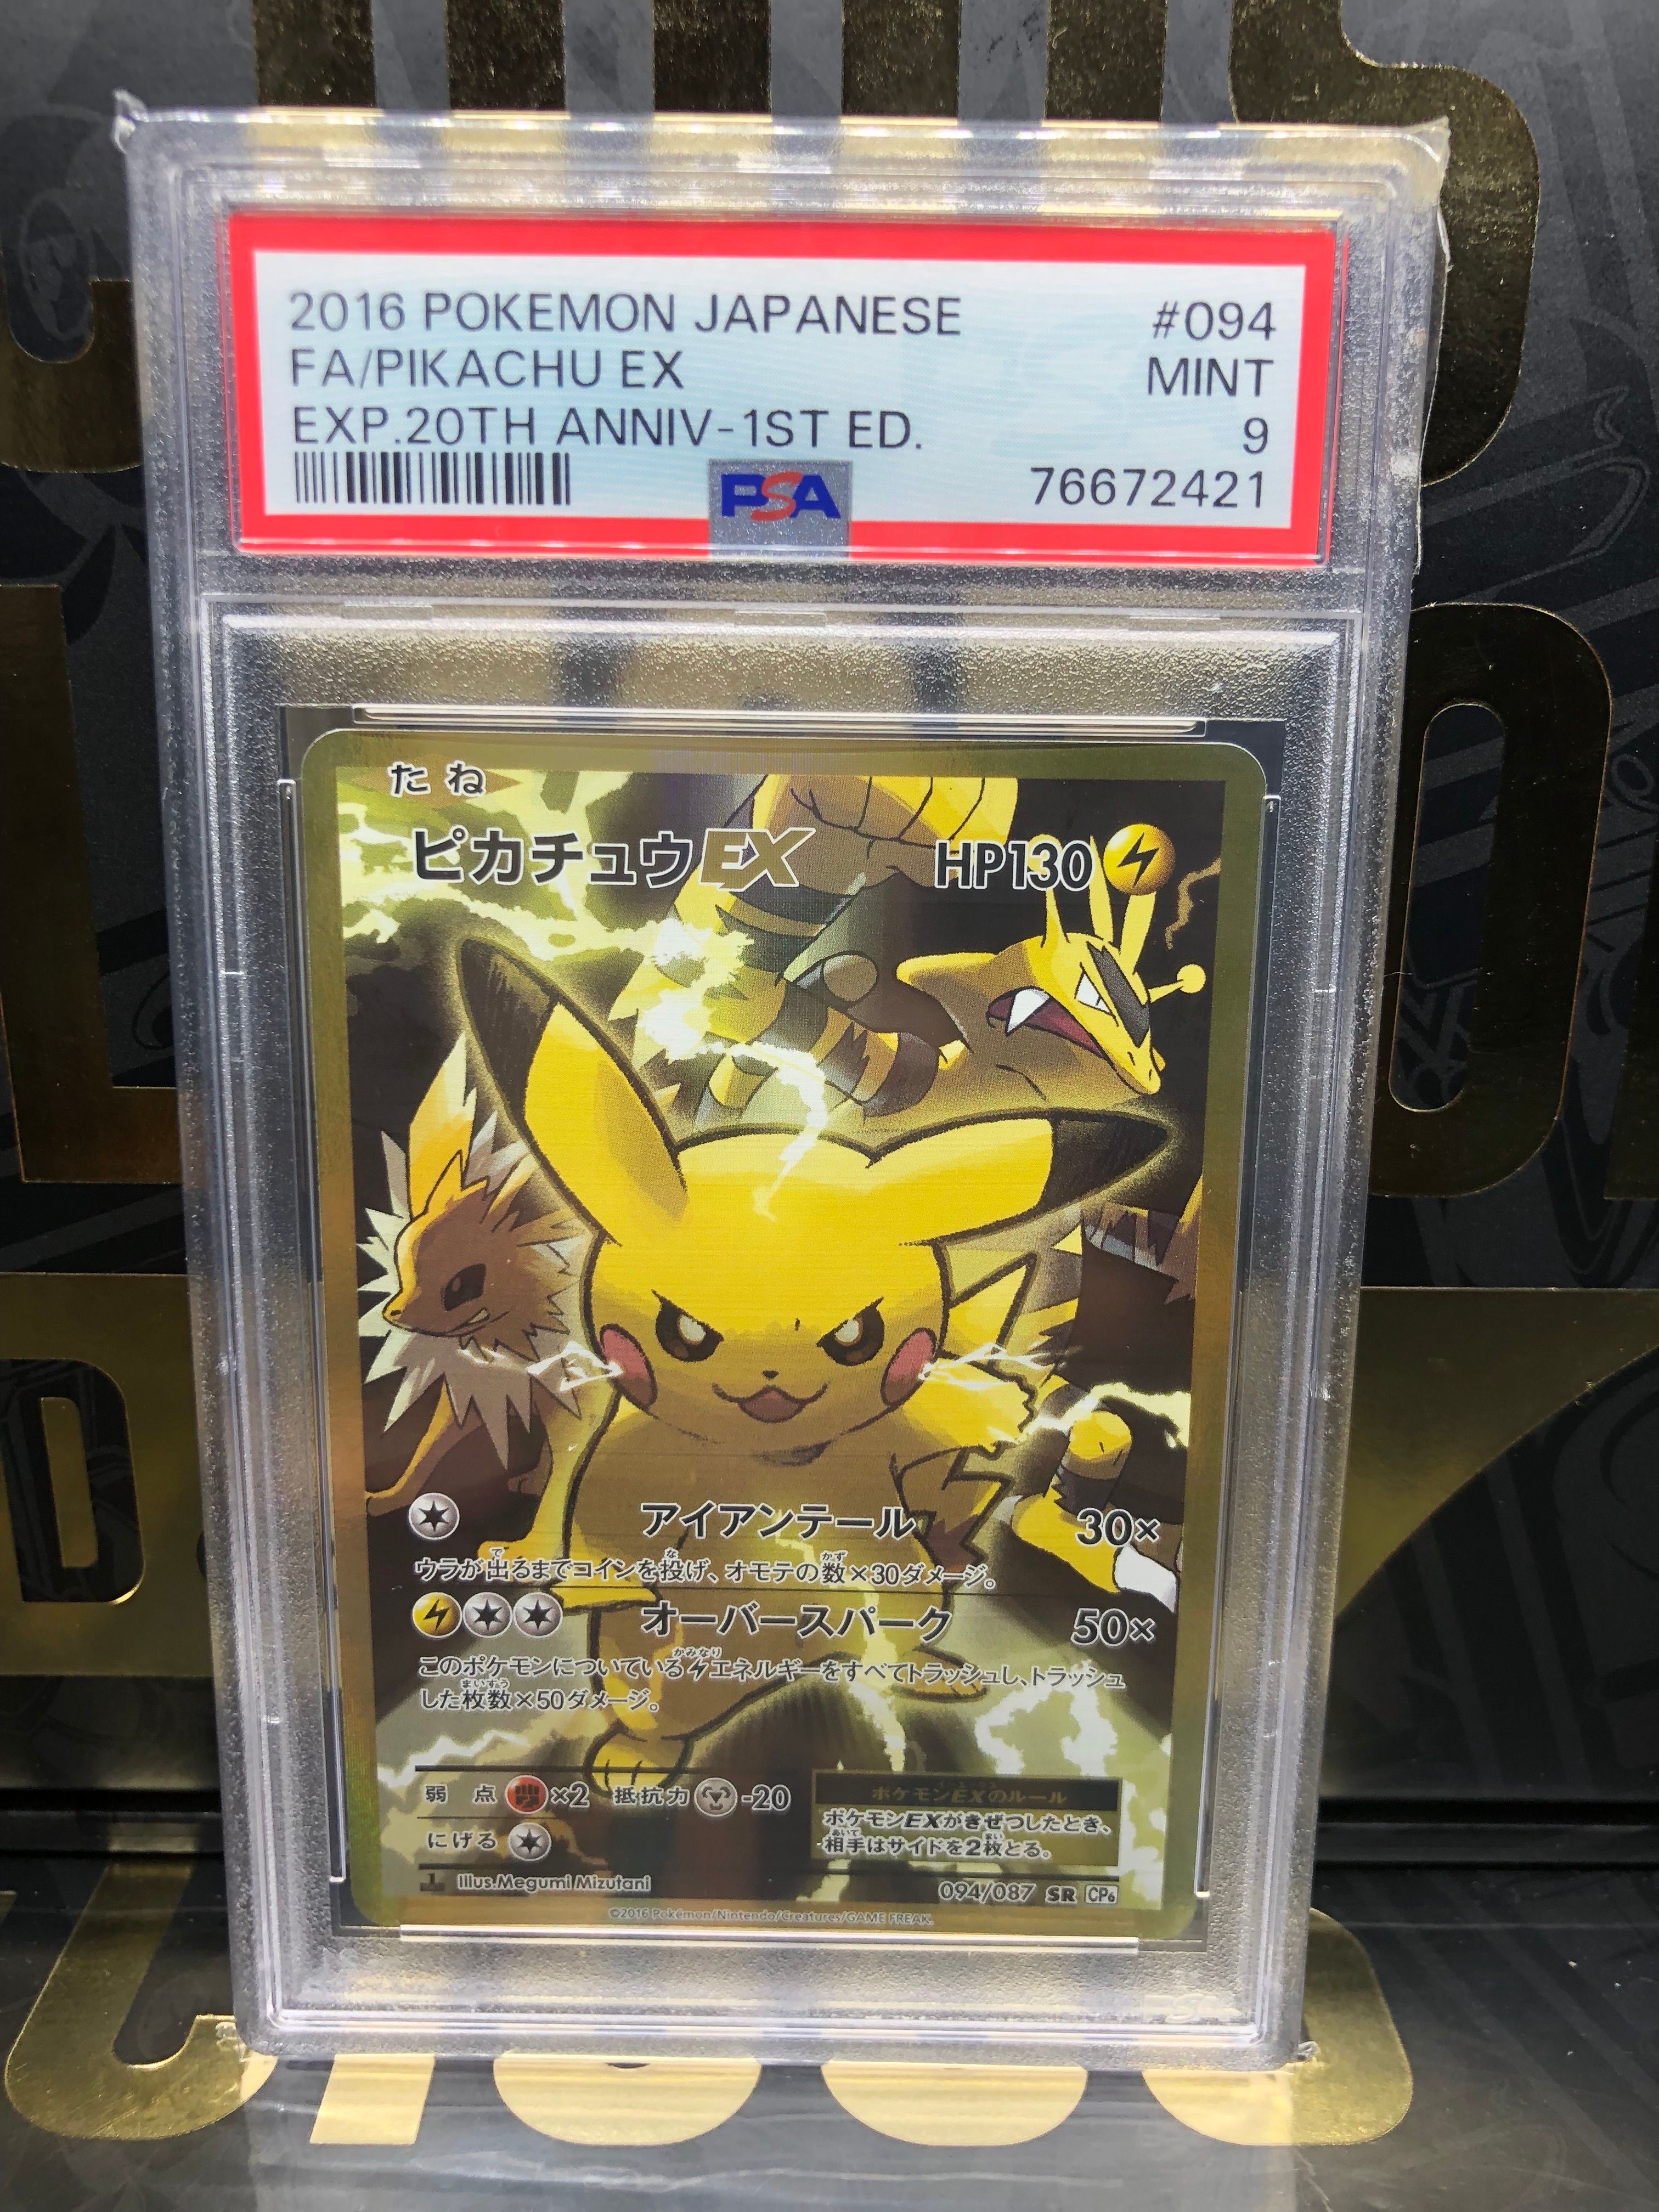 2016 POKEMON JAPANESE #094
FA/PIKACHU EX MINT
EXP.20TH ANNIV-1ST ED. 9
PSA 76672421
たね
ピカチュウEX HP130
アイアンテール 30×
ウラが出るまでコインを投げ、オモテの数×30ダメージ。
オーバースパーク 50×
このポケモンについているエネルギーをすべてトラッシュし、トラッシュ
した枚数×50ダメージ。
弱点 ×2 抵抗力 -20
にげる
ポケモンEXのルール
ポケモンEXがきぜつしたとき、
相手はサイドを2枚とる。
1 Illus.Megumi Mizutani
094/087 SR CP6
©2016 Pokémon/Nintendo/Creatures/GAME FREAK.